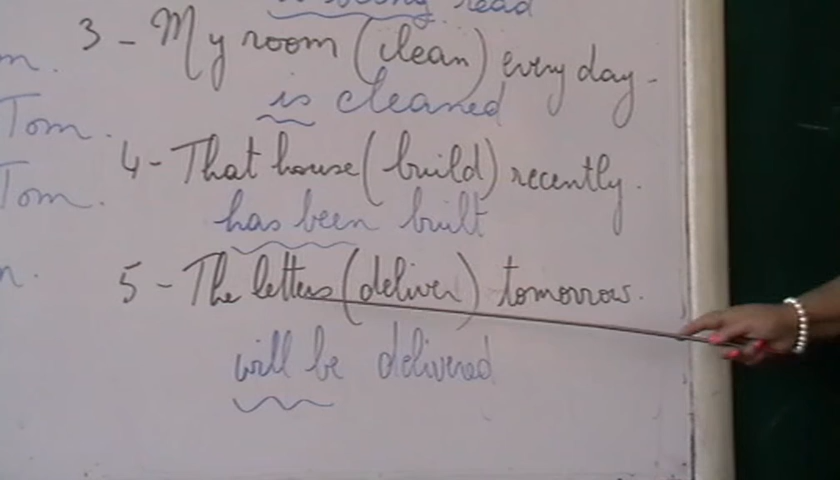 read
3 - My room (clean) every day.
m.
is cleaned
Tom.
4 - That house (build) recently.
Tom.
has been built
n.
5 - The letters (deliver) tomorrow.
will be delivered